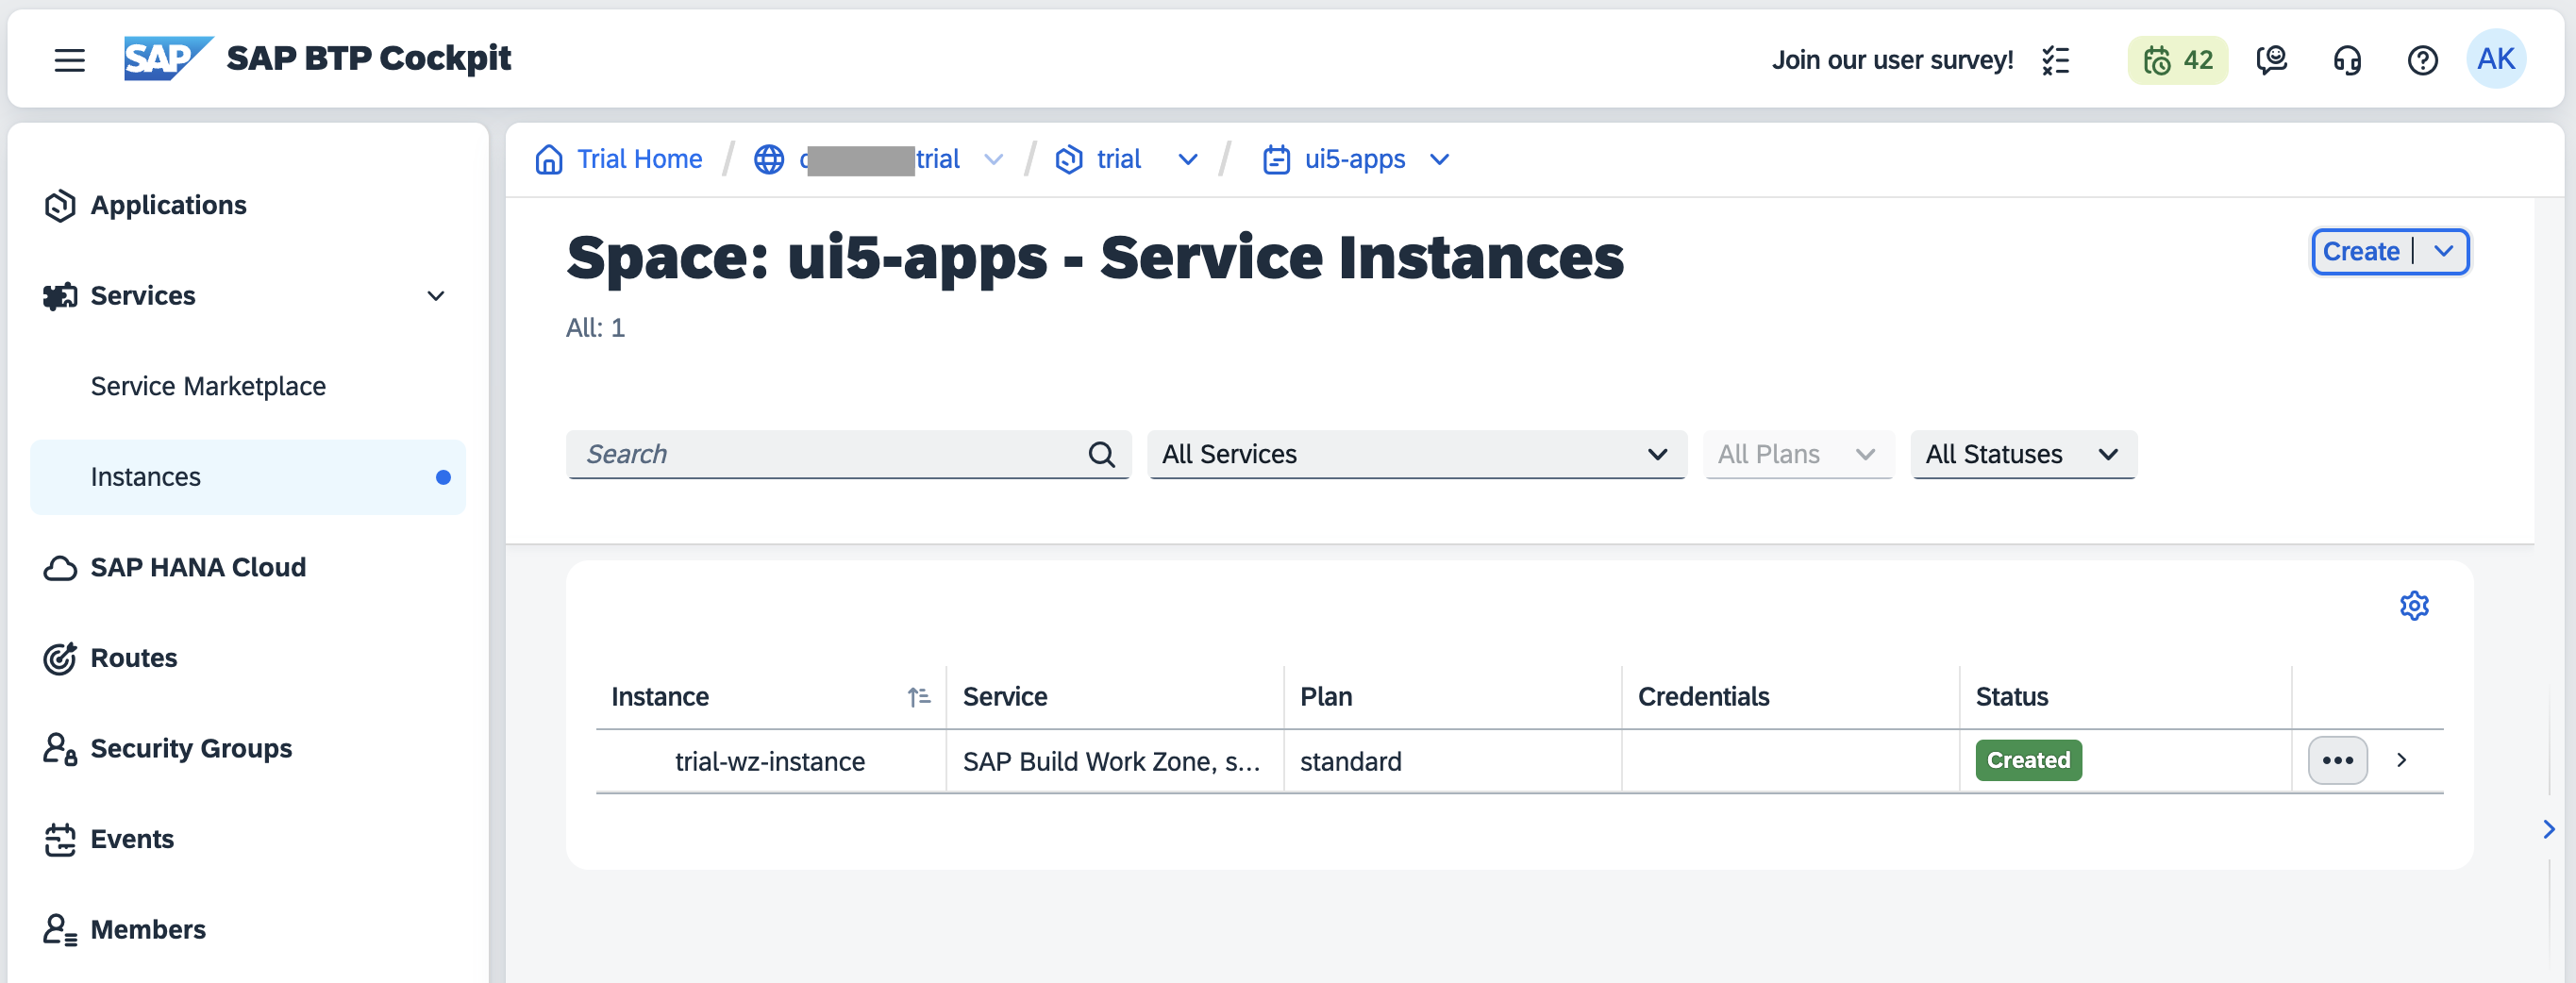 SAP SAP BTP Cockpit
Join our user survey!
42
AK
Applications
Services
Service Marketplace
Instances
SAP HANA Cloud
Routes
Security Groups
Events
Members
Trial Home / trial / trial / ui5-apps
Space: ui5-apps - Service Instances
Create
All: 1
Search
All Services
All Plans
All Statuses
Instance Service Plan Credentials Status
trial-wz-instance SAP Build Work Zone, s... standard Created